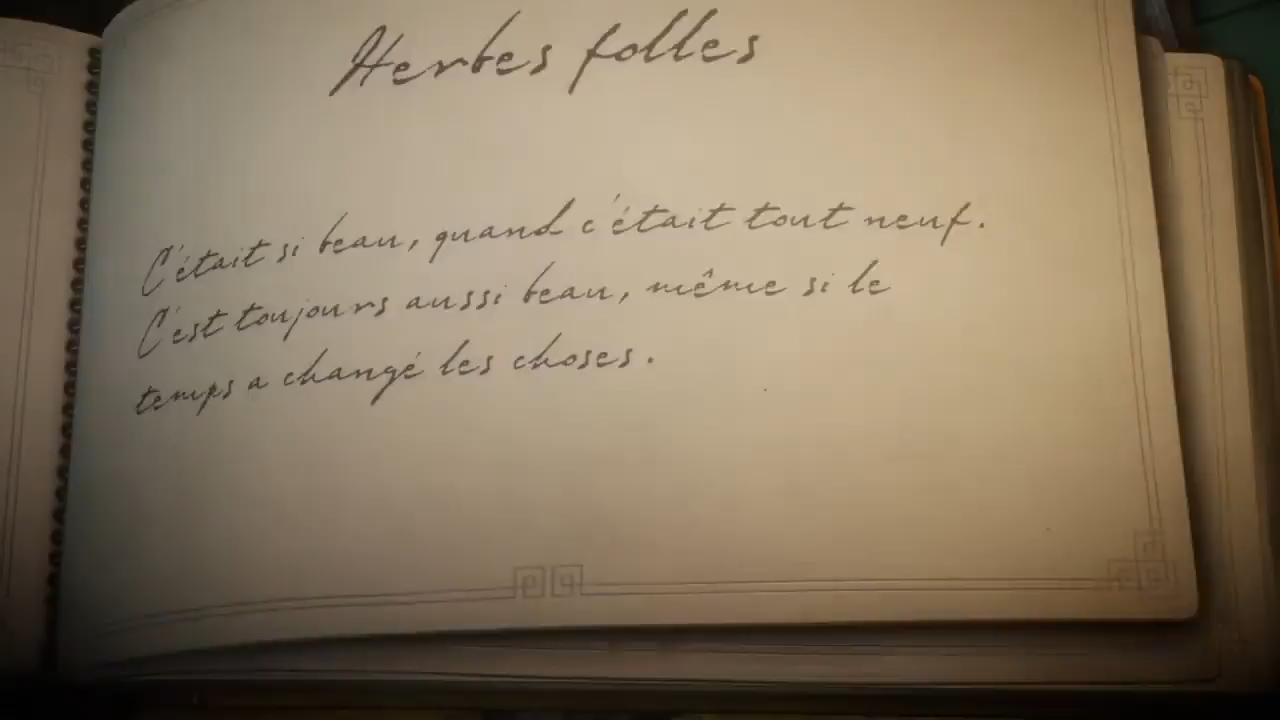 Herbes folles
C'était si beau, quand c'était tout neuf.
C'est toujours aussi beau, même si le
temps a changé les choses.